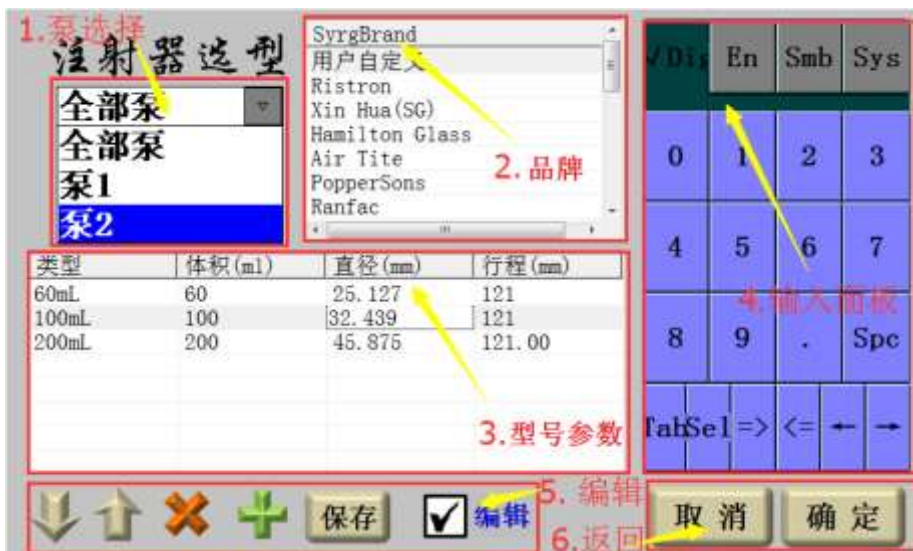 1.泵选择
注射器选型
全部泵
全部泵
泵1
泵2
SyrgBrand
用户自定义
Ristron
Xin Hua(SG)
Hamilton Glass
Air Tite
PopperSons
Ranfac
2.品牌
En Smb Sys
0 1 2 3
4 5 6 7
8 9 . Spc
Tab Sel => <= ← →
4.输入面板
类型 体积(ml) 直径(mm) 行程(mm)
60mL 60 25.127 121
100mL 100 32.439 121
200mL 200 45.875 121.00
3.型号参数
保存 ✓ 编辑
5. 编辑
取消 确定
6.返回